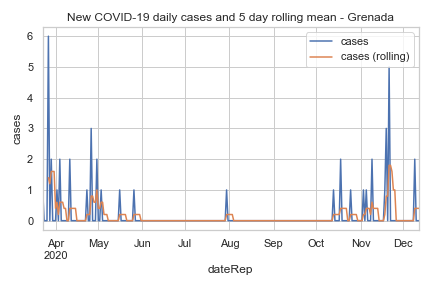 New COVID-19 daily cases and 5 day rolling mean - Grenada
cases
cases (rolling)
6
5
4
3
2
1
0
cases
Apr May Jun Jul Aug Sep Oct Nov Dec
2020
dateRep